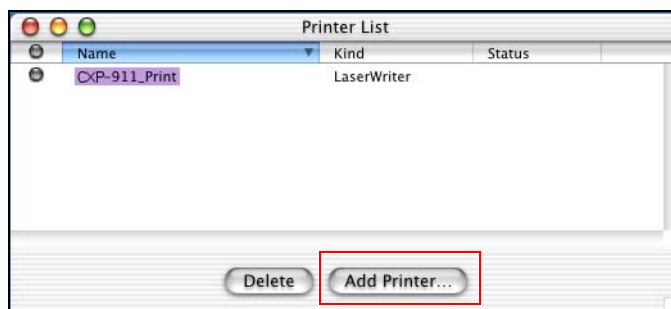 Printer List
Name Kind Status
CXP-911_Print LaserWriter
Delete Add Printer...